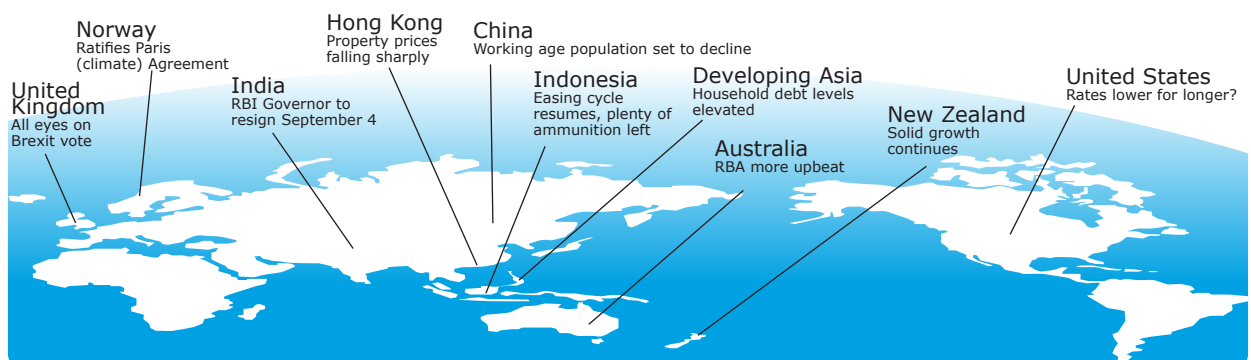 Norway
Ratifies Paris
(climate) Agreement
United
Kingdom
All eyes on
Brexit vote
India
RBI Governor to
resign September 4
Hong Kong
Property prices
falling sharply
China
Working age population set to decline
Indonesia
Easing cycle
resumes, plenty of
ammunition left
Developing Asia
Household debt levels
elevated
Australia
RBA more upbeat
New Zealand
Solid growth
continues
United States
Rates lower for longer?